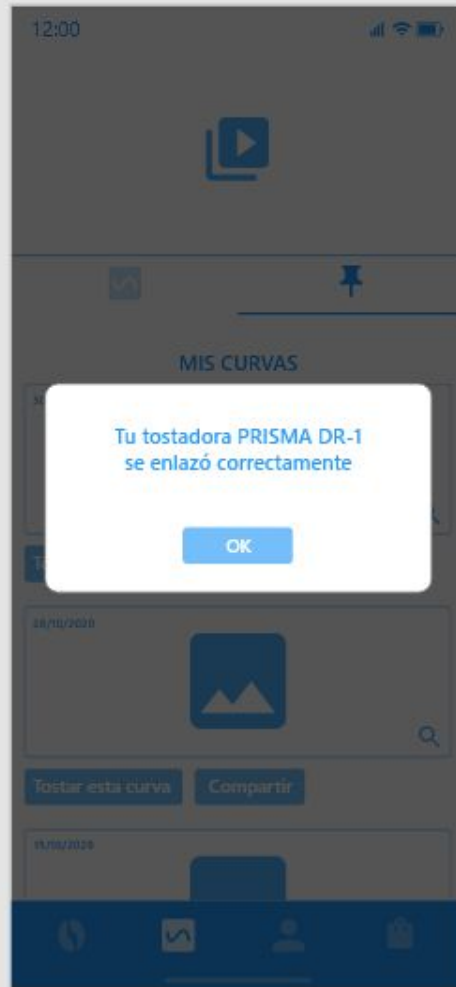 12:00
MIS CURVAS
Tu tostadora PRISMA DR-1
se enlazó correctamente
OK
28/10/2020
Tostar esta curva
Compartir
15/10/2020